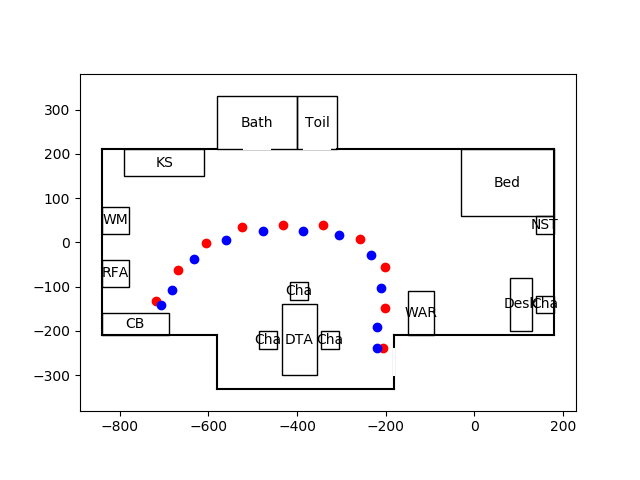 300
200
100
0
−100
−200
−300
Bath
Toil
KS
Bed
WM
NST
RFA
Cha
CB
Cha
DTA
Cha
WAR
Desk
Cha
−800
−600
−400
−200
0
200